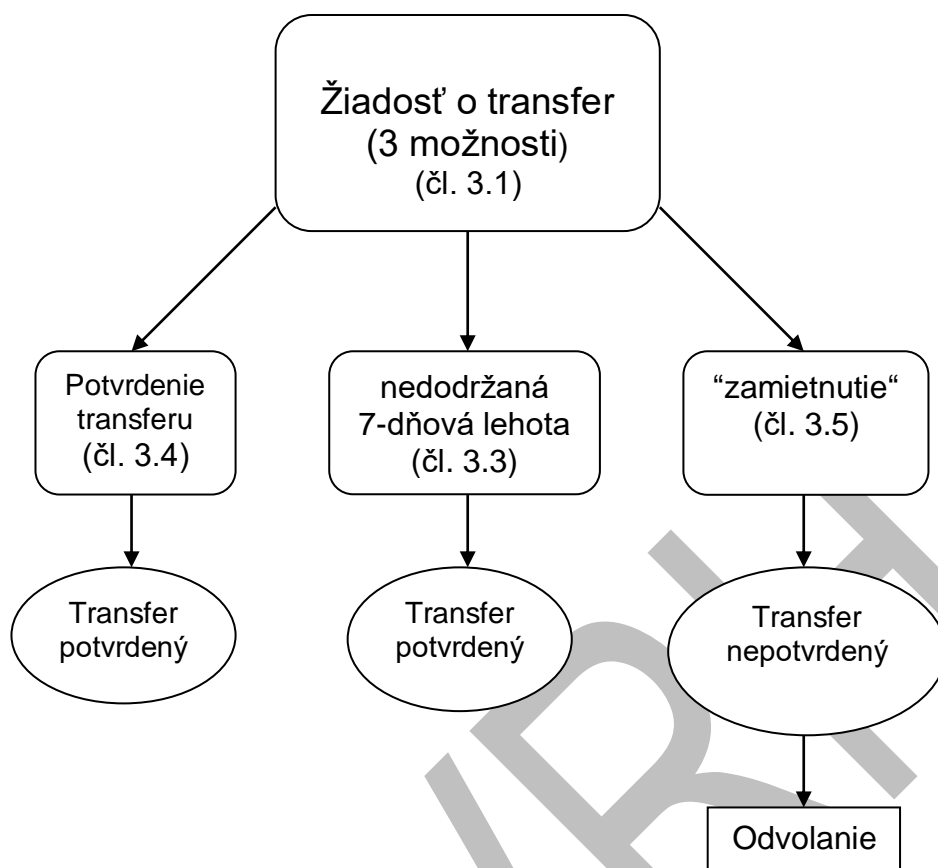 Žiadosť o transfer
(3 možnosti)
(čl. 3.1)
Potvrdenie
transferu
(čl. 3.4)
nedodržaná
7-dňová lehota
(čl. 3.3)
“zamietnutie“
(čl. 3.5)
Transfer
potvrdený
Transfer
potvrdený
Transfer
nepotvrdený
Odvolanie